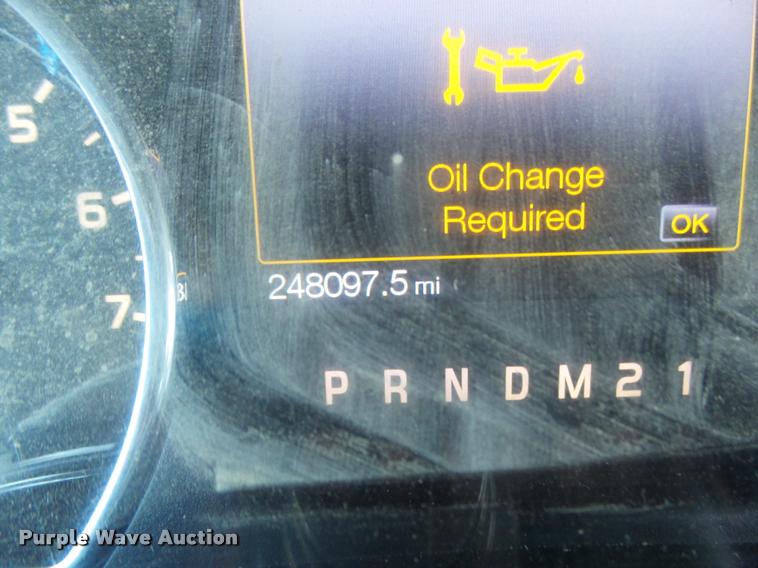 5
6
7
Oil Change
Required
OK
248097.5 mi
P R N D M 2 1
Purple Wave Auction